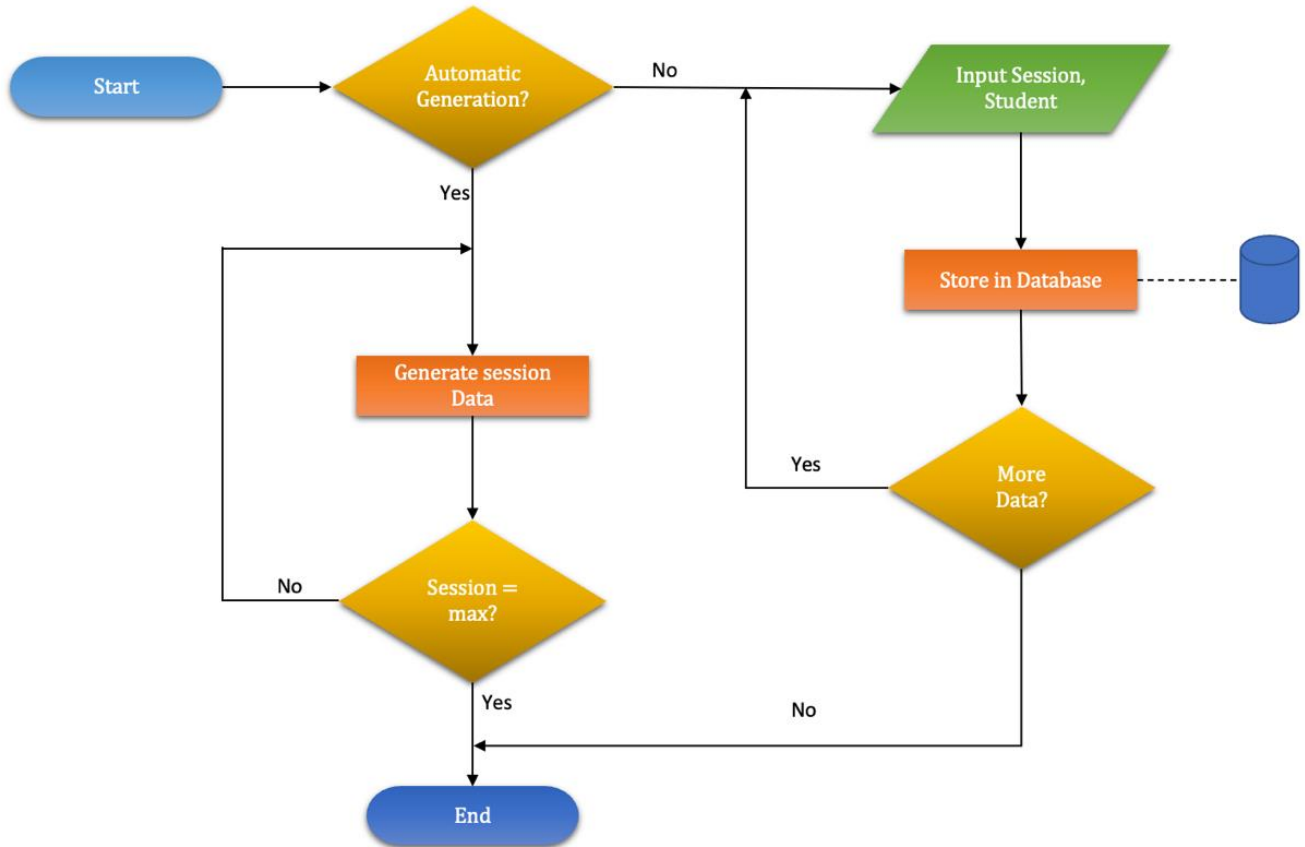 Start
Automatic
Generation?
No
Input Session,
Student
Yes
Store in Database
Generate session
Data
Yes
More
Data?
No
Session =
max?
Yes
No
End